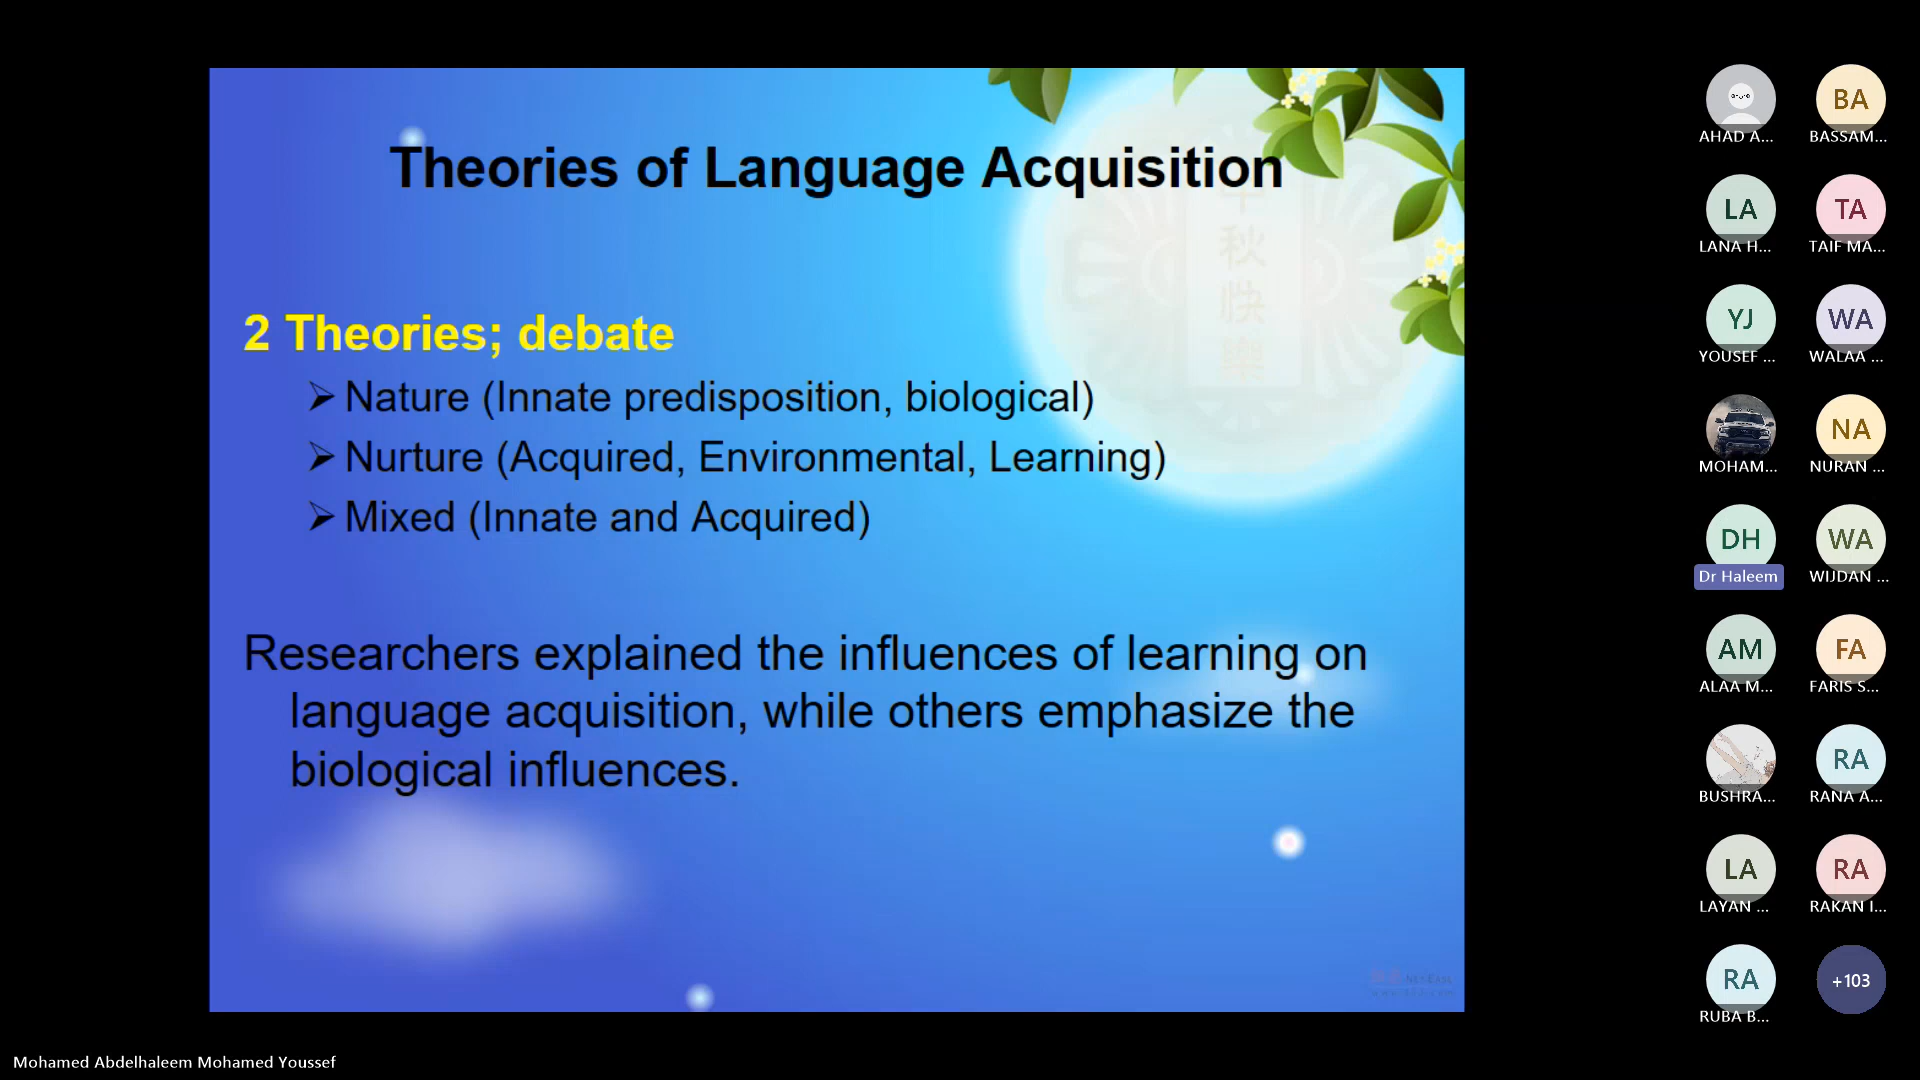 Theories of Language Acquisition
2 Theories; debate
Nature (Innate predisposition, biological)
Nurture (Acquired, Environmental, Learning)
Mixed (Innate and Acquired)
Researchers explained the influences of learning on
language acquisition, while others emphasize the
biological influences.
秋
快
樂
AHAD A...
BA
BASSAM...
LA
LANA H...
TA
TAIF MA...
YJ
YOUSEF ...
WA
WALAA ...
MOHAM...
NA
NURAN ...
DH
Dr Haleem
WA
WIJDAN ...
AM
ALAA M...
FA
FARIS S...
BUSHRA...
RA
RANA A...
LA
LAYAN ...
RA
RAKAN I...
RA
RUBA B...
+103
Mohamed Abdelhaleem Mohamed Youssef